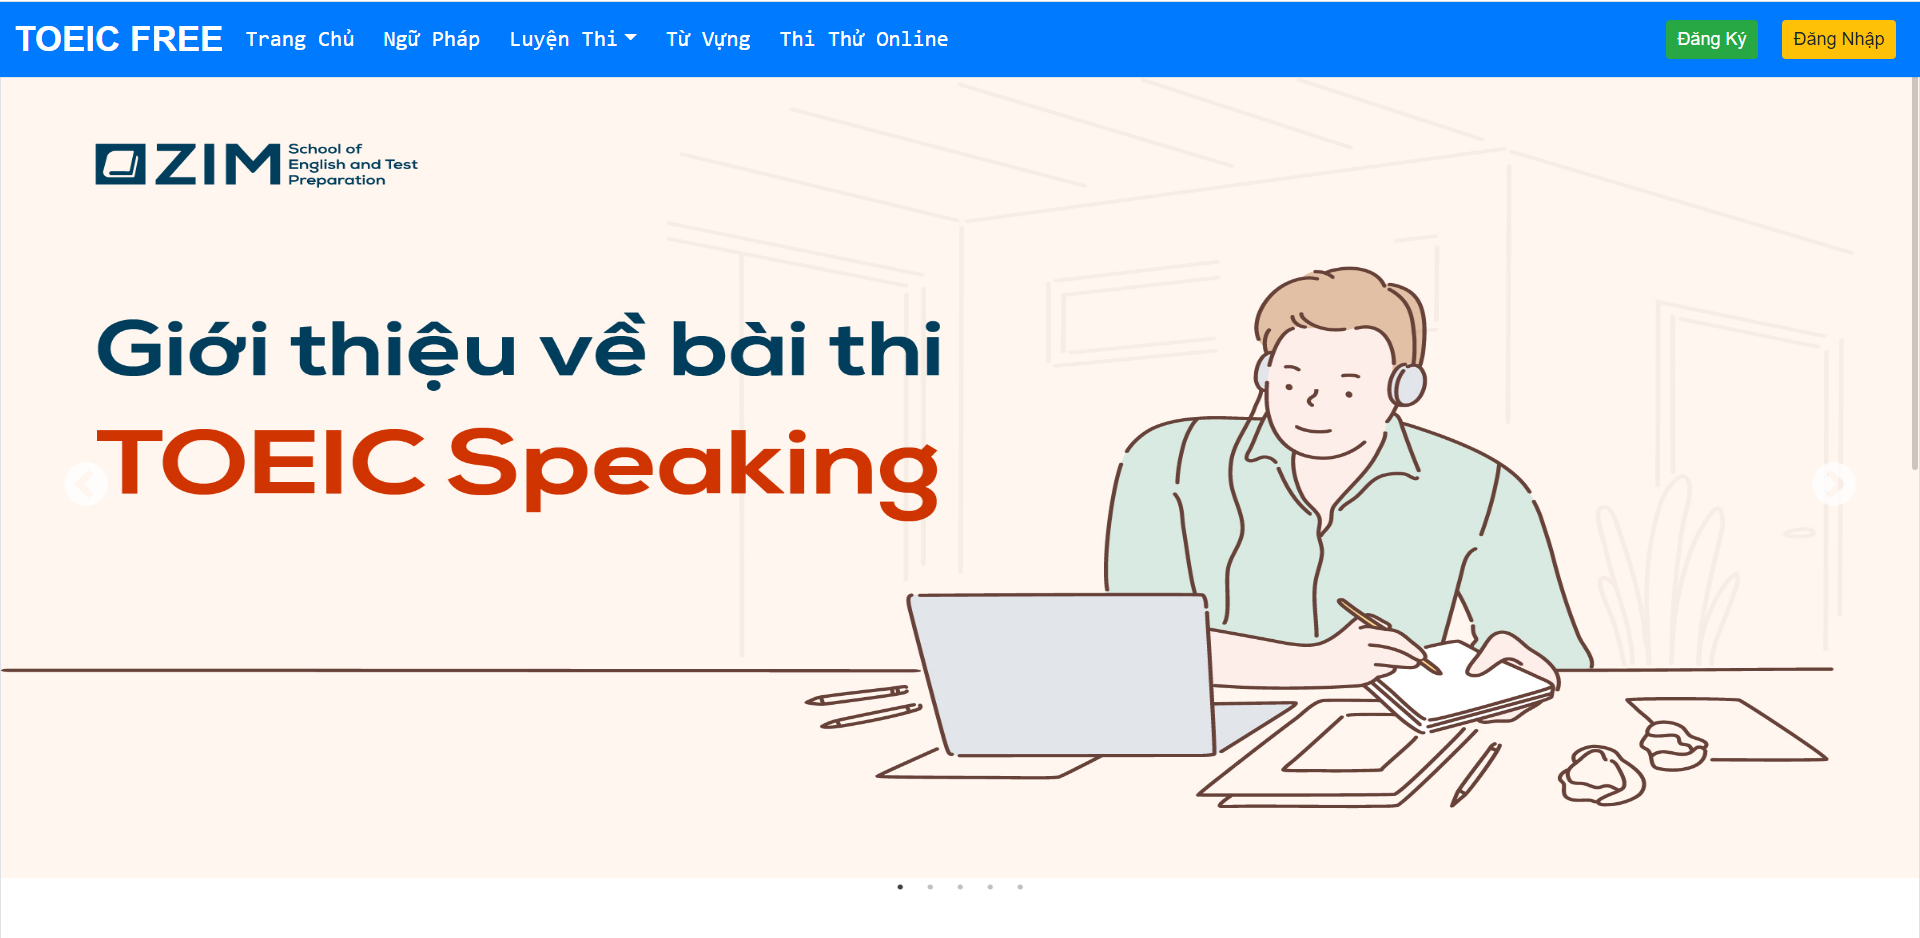 TOEIC FREE Trang Chủ Ngữ Pháp Luyện Thi Từ Vựng Thi Thử Online Đăng Ký Đăng Nhập
ZIM
School of
English and Test
Preparation
Giới thiệu về bài thi
TOEIC Speaking